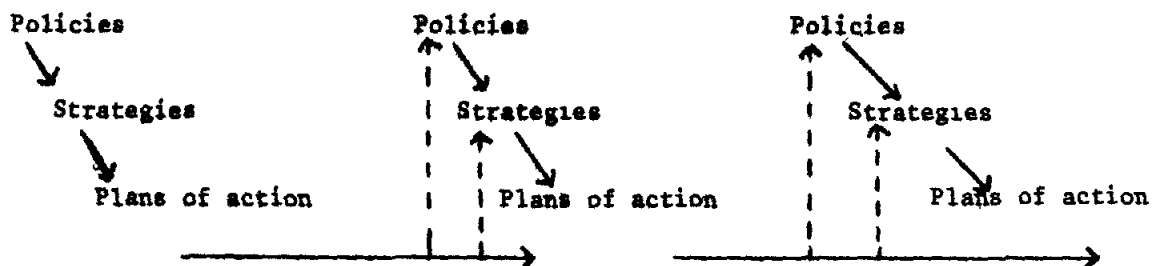 Policies Policies Policies
Strategies Strategies Strategies
Plans of action Plans of action Plans of action